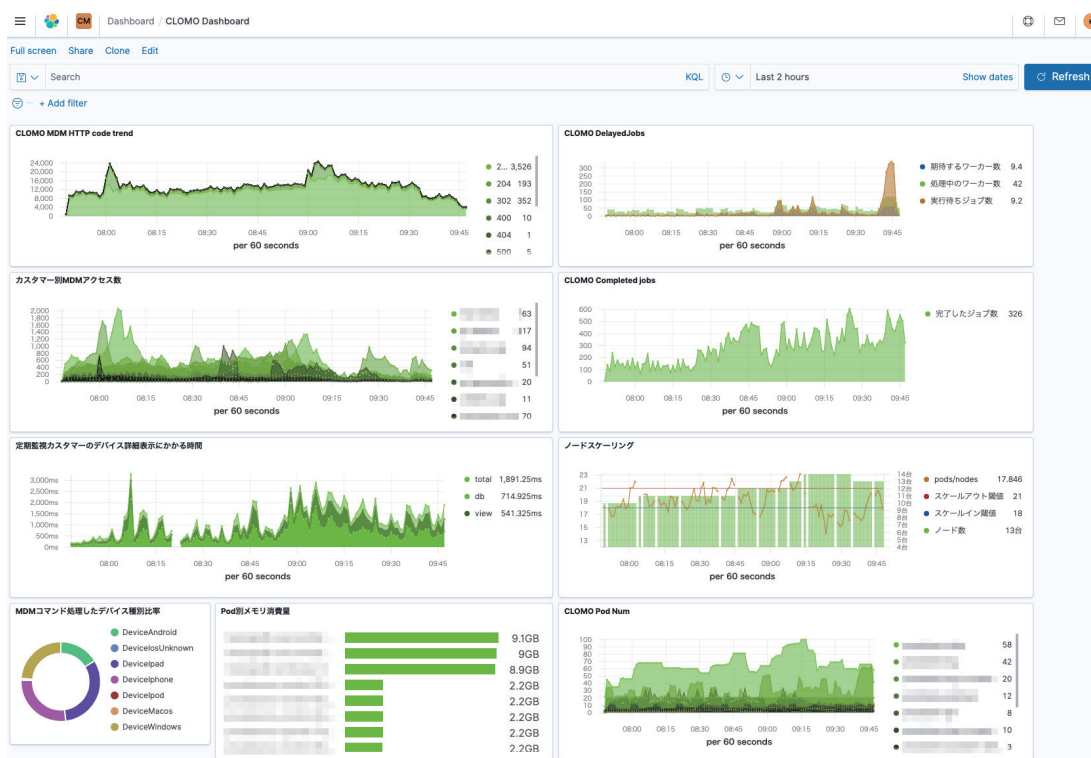 CM
Dashboard / CLOMO Dashboard
Full screen Share Clone Edit
Search
KQL
Last 2 hours
Show dates
Refresh
+ Add filter
CLOMO MDM HTTP code trend
24,000
20,000
16,000
12,000
8,000
4,000
0
08:00 08:15 08:30 08:45 09:00 09:15 09:30 09:45
per 60 seconds
2... 3,526
204 193
302 352
400 10
404 1
500 5
CLOMO DelayedJobs
300
250
200
150
100
50
0
08:00 08:15 08:30 08:45 09:00 09:15 09:30 09:45
per 60 seconds
期待するワーカー数 9.4
処理中のワーカー数 42
実行待ちジョブ数 9.2
カスタマー別MDMアクセス数
2,000
1,800
1,600
1,400
1,200
1,000
800
600
400
200
0
08:00 08:15 08:30 08:45 09:00 09:15 09:30 09:45
per 60 seconds
63
117
94
51
20
11
70
CLOMO Completed jobs
600
500
400
300
200
100
0
08:00 08:15 08:30 08:45 09:00 09:15 09:30 09:45
per 60 seconds
完了したジョブ数 326
定期監視カスタマーのデバイス詳細表示にかかる時間
3,000ms
2,500ms
2,000ms
1,500ms
1,000ms
500ms
0ms
08:00 08:15 08:30 08:45 09:00 09:15 09:30 09:45
per 60 seconds
total 1,891.25ms
db 714.925ms
view 541.325ms
ノードスケーリング
23
21
19
17
15
13
14台
13台
12台
11台
10台
9台
8台
7台
6台
5台
4台
08:00 08:15 08:30 08:45 09:00 09:15 09:30 09:45
per 60 seconds
pods/nodes 17.846
スケールアウト閾値 21
スケールイン閾値 18
ノード数 13台
MDMコマンド処理したデバイス種別比率
DeviceAndroid
DeviceIosUnknown
DeviceIpad
DeviceIphone
DeviceIpod
DeviceMacos
DeviceWindows
Pod別メモリ消費量
9.1GB
9GB
8.9GB
2.2GB
2.2GB
2.2GB
2.2GB
2.2GB
CLOMO Pod Num
100
90
80
70
60
50
40
30
20
10
0
08:00 08:15 08:30 08:45 09:00 09:15 09:30 09:45
per 60 seconds
58
42
20
12
8
10
3